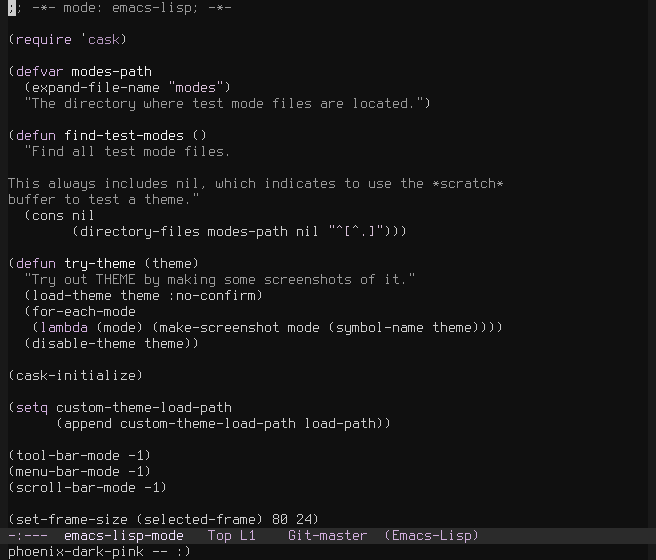 ;; -*- mode: emacs-lisp; -*-

(require 'cask)

(defvar modes-path
  (expand-file-name "modes")
  "The directory where test mode files are located.")

(defun find-test-modes ()
  "Find all test mode files.

This always includes nil, which indicates to use the *scratch*
buffer to test a theme."
  (cons nil
        (directory-files modes-path nil "^[^.]")))

(defun try-theme (theme)
  "Try out THEME by making some screenshots of it."
  (load-theme theme :no-confirm)
  (for-each-mode
   (lambda (mode) (make-screenshot mode (symbol-name theme))))
  (disable-theme theme))

(cask-initialize)

(setq custom-theme-load-path
      (append custom-theme-load-path load-path))

(tool-bar-mode -1)
(menu-bar-mode -1)
(scroll-bar-mode -1)

(set-frame-size (selected-frame) 80 24)
-:---  emacs-lisp-mode   Top L1    Git-master  (Emacs-Lisp)
phoenix-dark-pink -- :)